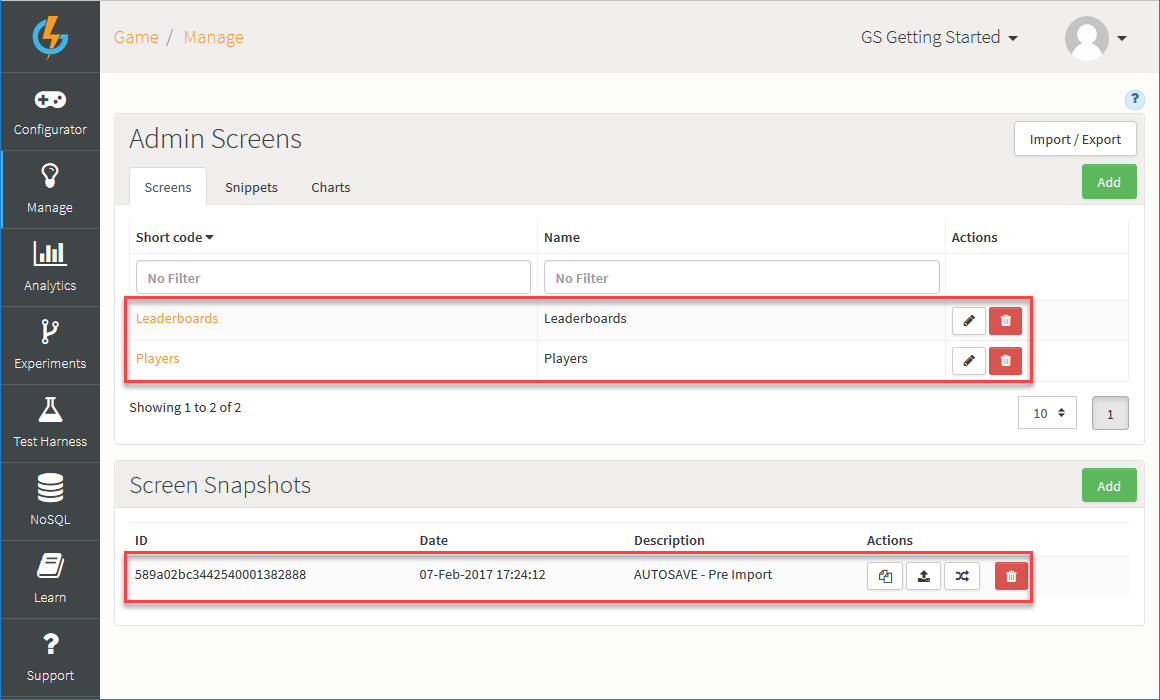 Game / Manage
GS Getting Started
Configurator
Manage
Analytics
Experiments
Test Harness
NoSQL
Learn
? Support
?
Admin Screens
Import / Export
Screens Snippets Charts
Add
Short code Name Actions
No Filter No Filter
Leaderboards Leaderboards
Players Players
Showing 1 to 2 of 2
10 1
Screen Snapshots
Add
ID Date Description Actions
589a02bc3442540001382888 07-Feb-2017 17:24:12 AUTOSAVE - Pre Import